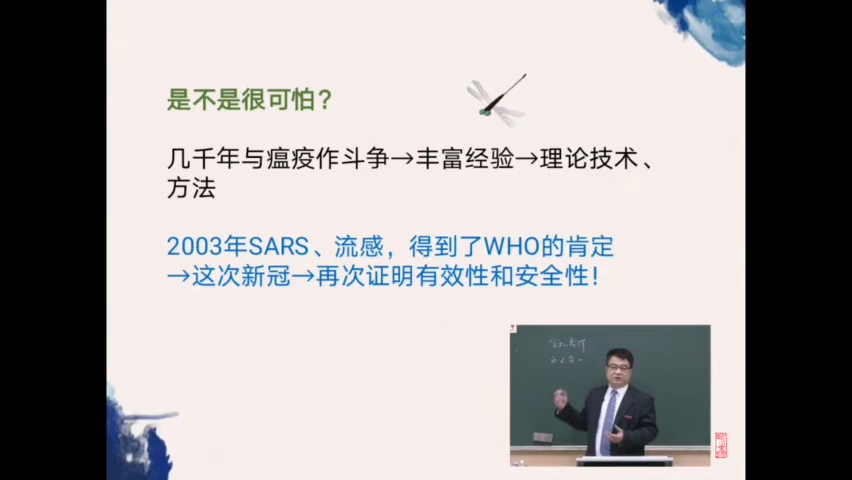 是不是很可怕？
几千年与瘟疫作斗争→丰富经验→理论技术、
方法
2003年SARS、流感，得到了WHO的肯定
→这次新冠→再次证明有效性和安全性！